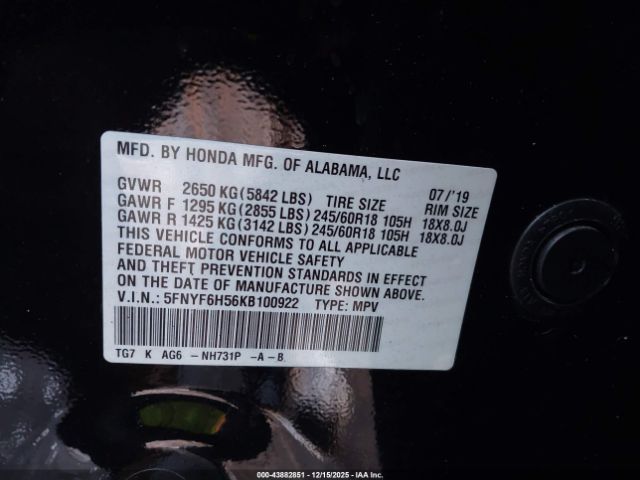 MFD. BY HONDA MFG. OF ALABAMA, LLC
GVWR 2650 KG (5842 LBS) TIRE SIZE 07/'19 RIM SIZE
GAWR F 1295 KG (2855 LBS) 245/60R18 105H 18X8.0J
GAWR R 1425 KG (3142 LBS) 245/60R18 105H 18X8.0J
THIS VEHICLE CONFORMS TO ALL APPLICABLE
FEDERAL MOTOR VEHICLE SAFETY
AND THEFT PREVENTION STANDARDS IN EFFECT
ON THE DATE OF MANUFACTURE SHOWN ABOVE.
V.I.N.: 5FNYF6H56KB100922 TYPE: MPV
TG7 K AG6 -NH731P -A-B
000-43882851 - 12/15/2025 - IAA Inc.